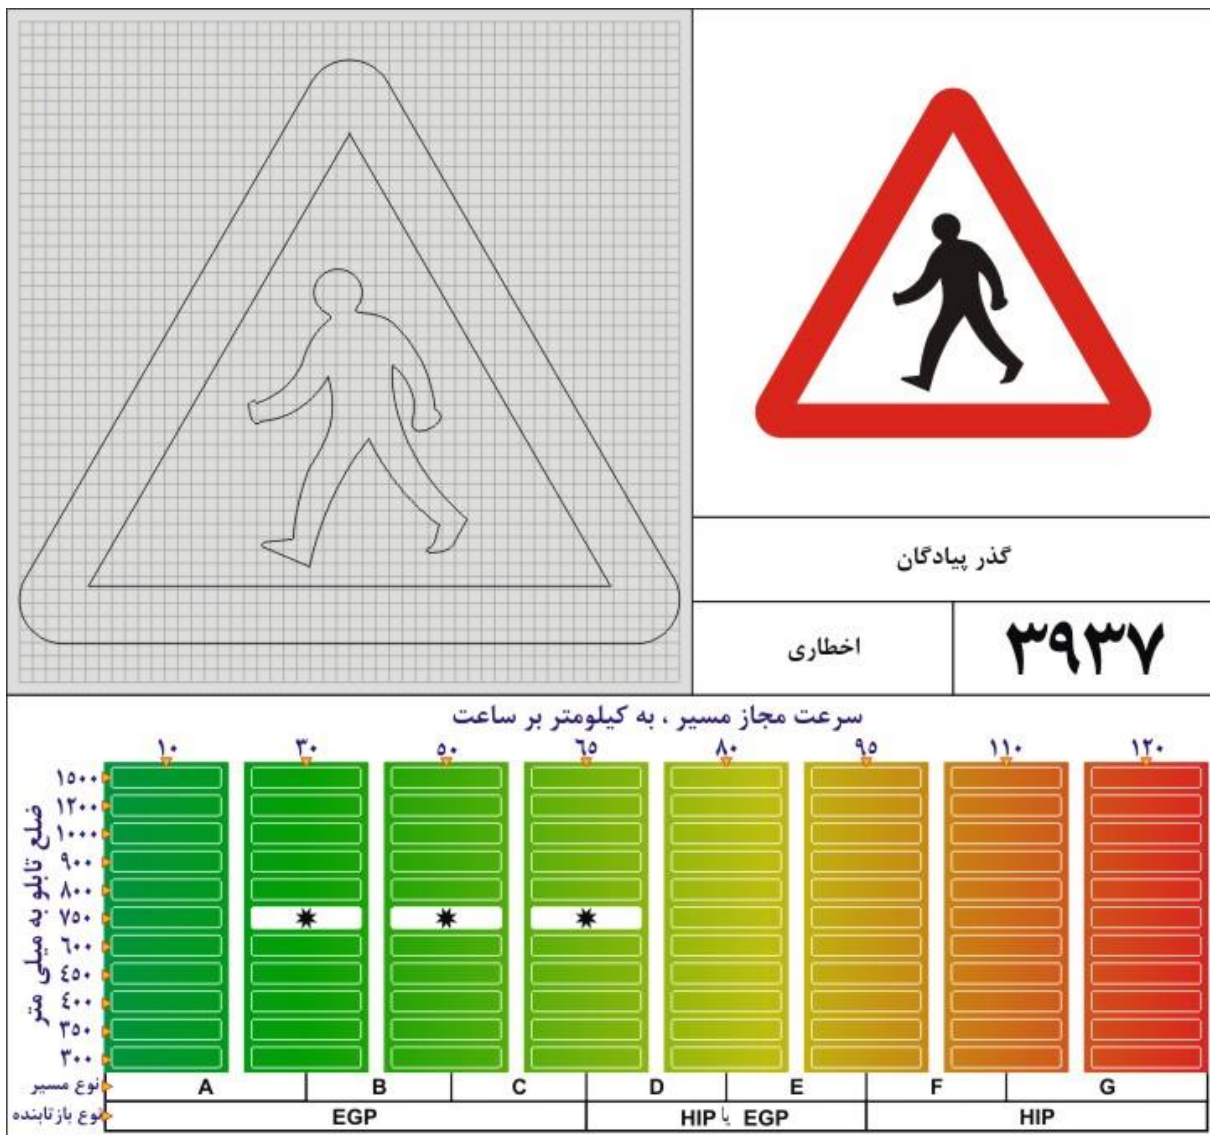 گذر پیادگان
اخطاری
۳۹۳۷
سرعت مجاز مسیر ، به کیلومتر بر ساعت
۱۰ ۳۰ ۵۰ ۶۵ ۸۰ ۹۵ ۱۱۰ ۱۲۰
ضلع تابلو به میلی متر
۱۵۰۰
۱۲۰۰
۱۰۰۰
۹۰۰
۸۰۰
۷۵۰
۶۰۰
٤۵۰
٤۰۰
۳۵۰
۳۰۰
نوع مسیر A B C D E F G
نوع بازتابنده EGP HIP یا EGP HIP